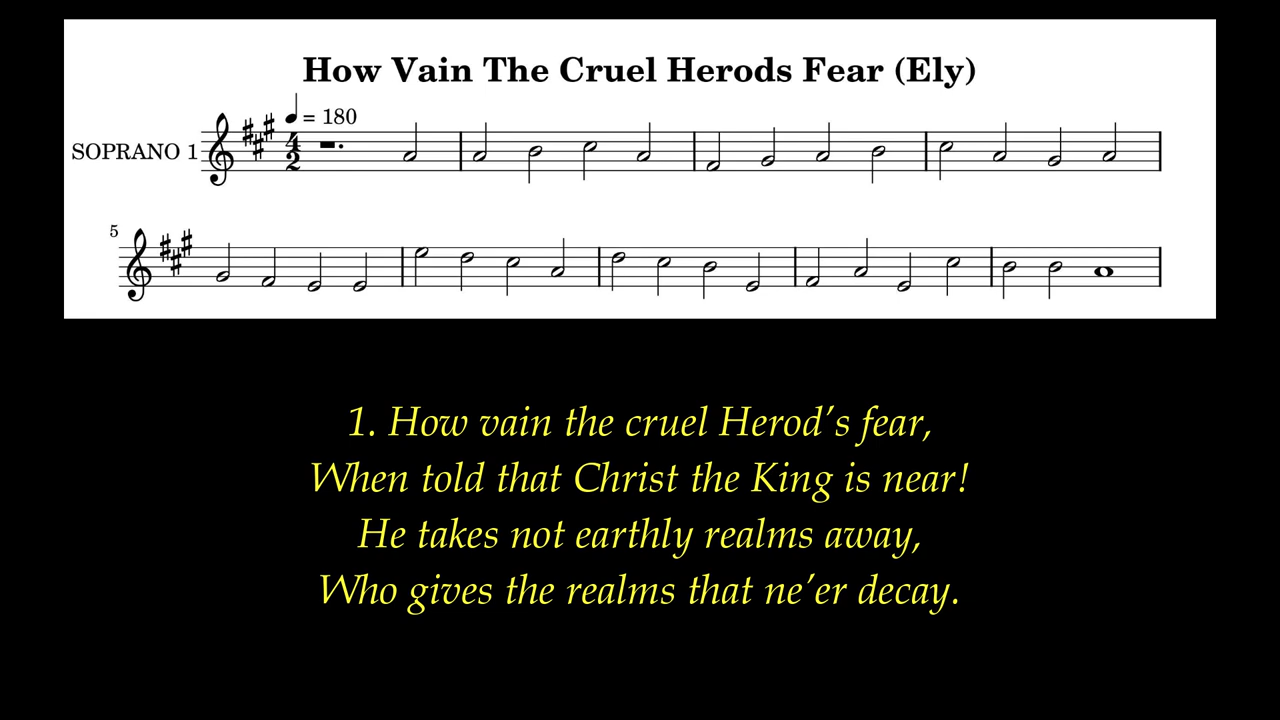 How Vain The Cruel Herods Fear (Ely)
= 180
SOPRANO 1
4
2
5
1. How vain the cruel Herod's fear,
When told that Christ the King is near!
He takes not earthly realms away,
Who gives the realms that ne'er decay.